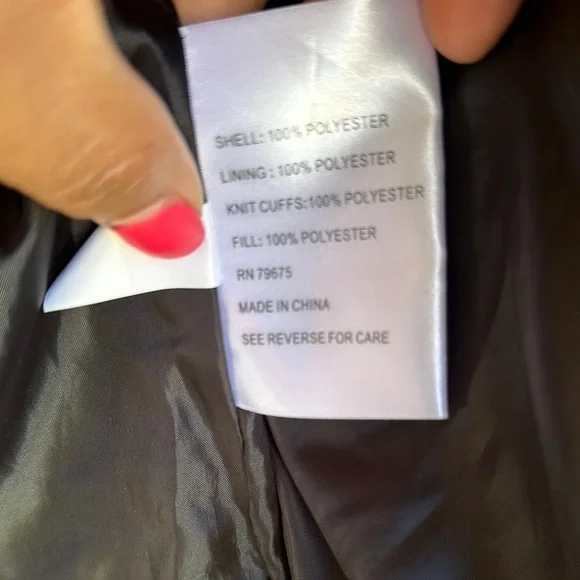 SHELL: 100% POLYESTER
LINING : 100% POLYESTER
KNIT CUFFS:100% POLYESTER
FILL: 100% POLYESTER
RN 79675
MADE IN CHINA
SEE REVERSE FOR CARE